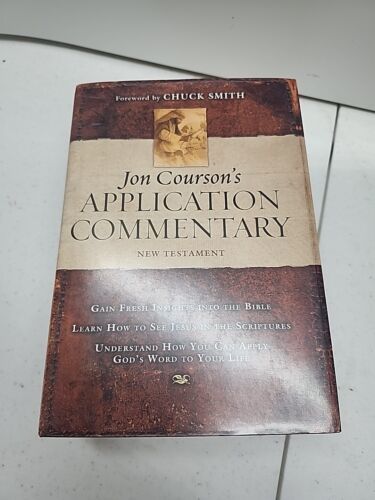 Foreword by CHUCK SMITH
Jon Courson's
APPLICATION
COMMENTARY
NEW TESTAMENT
GAIN FRESH INSIGHTS INTO THE BIBLE
LEARN HOW TO SEE JESUS IN THE SCRIPTURES
UNDERSTAND HOW YOU CAN APPLY
GOD'S WORD TO YOUR LIFE